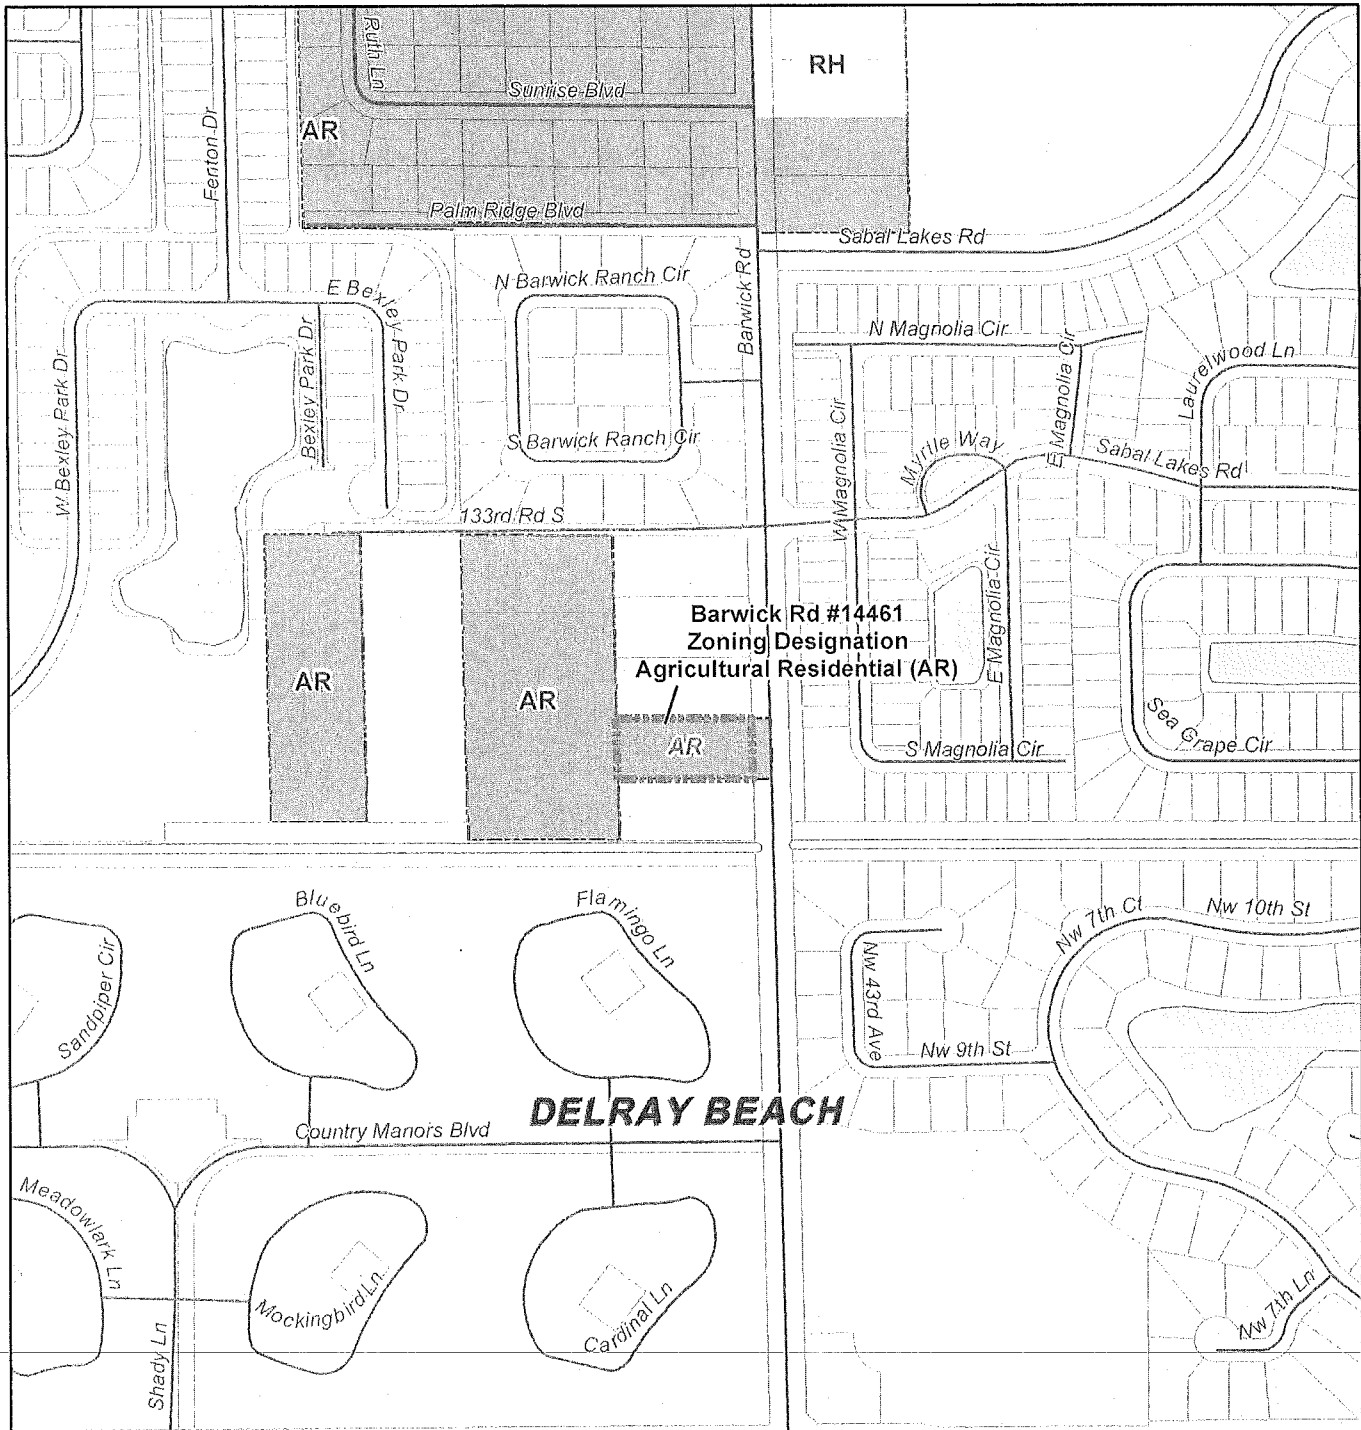 Ruth Ln
RH
Sunrise Blvd
AR
Fenton Dr
Palm Ridge Blvd
Sabal Lakes Rd
Barwick Rd
N Barwick Ranch Cir
E Bexley Park Dr
N Magnolia Cir
Bexley Park Dr
W Bexley Park Dr
E Magnolia Cir
Laurelwood Ln
W Magnolia Cir
S Barwick Ranch Cir
Myrtle Way
Sabal Lakes Rd
133rd Rd S
E Magnolia Cir
Barwick Rd #14461
Zoning Designation
Agricultural Residential (AR)
AR
AR
AR
S Magnolia Cir
Sea Grape Cir
Bluebird Ln
Flamingo Ln
Nw 7th Ct
Nw 10th St
Sandpiper Cir
Nw 43rd Ave
Nw 9th St
DELRAY BEACH
Country Manors Blvd
Meadowlark Ln
Mockingbird Ln
Cardinal Ln
Nw 7th Ln
Shady Ln